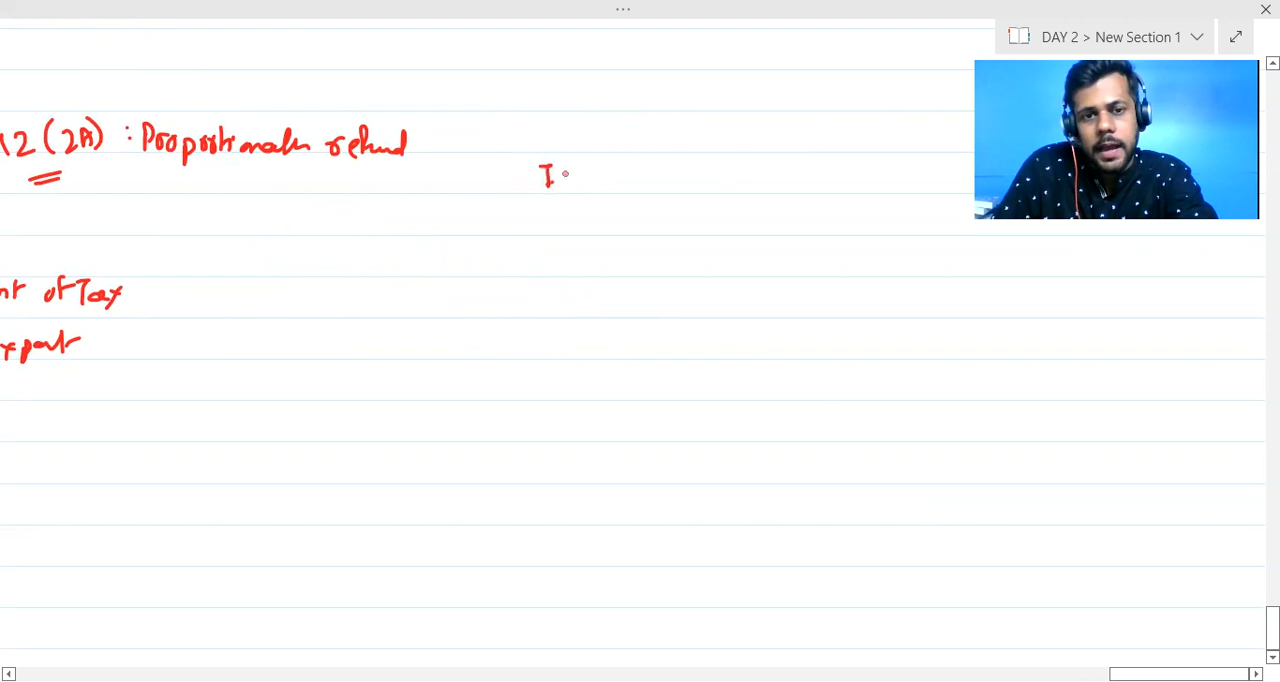 ...
DAY 2 > New Section 1
12 (2A) : Proportionate refund
I
nt of Tax
xport